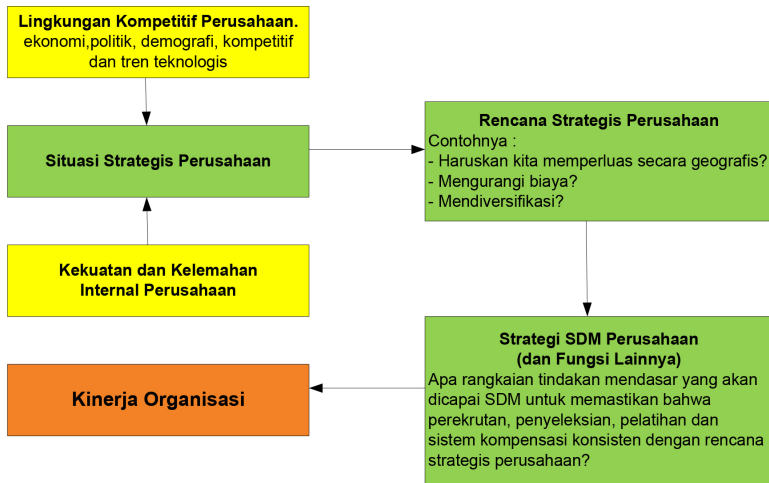 Lingkungan Kompetitif Perusahaan.
ekonomi,politik, demografi, kompetitif
dan tren teknologis
Situasi Strategis Perusahaan
Kekuatan dan Kelemahan
Internal Perusahaan
Rencana Strategis Perusahaan
Contohnya :
- Haruskan kita memperluas secara geografis?
- Mengurangi biaya?
- Mendiversifikasi?
Strategi SDM Perusahaan
(dan Fungsi Lainnya)
Apa rangkaian tindakan mendasar yang akan
dicapai SDM untuk memastikan bahwa
perekrutan, penyeleksian, pelatihan dan
sistem kompensasi konsisten dengan rencana
strategis perusahaan?
Kinerja Organisasi